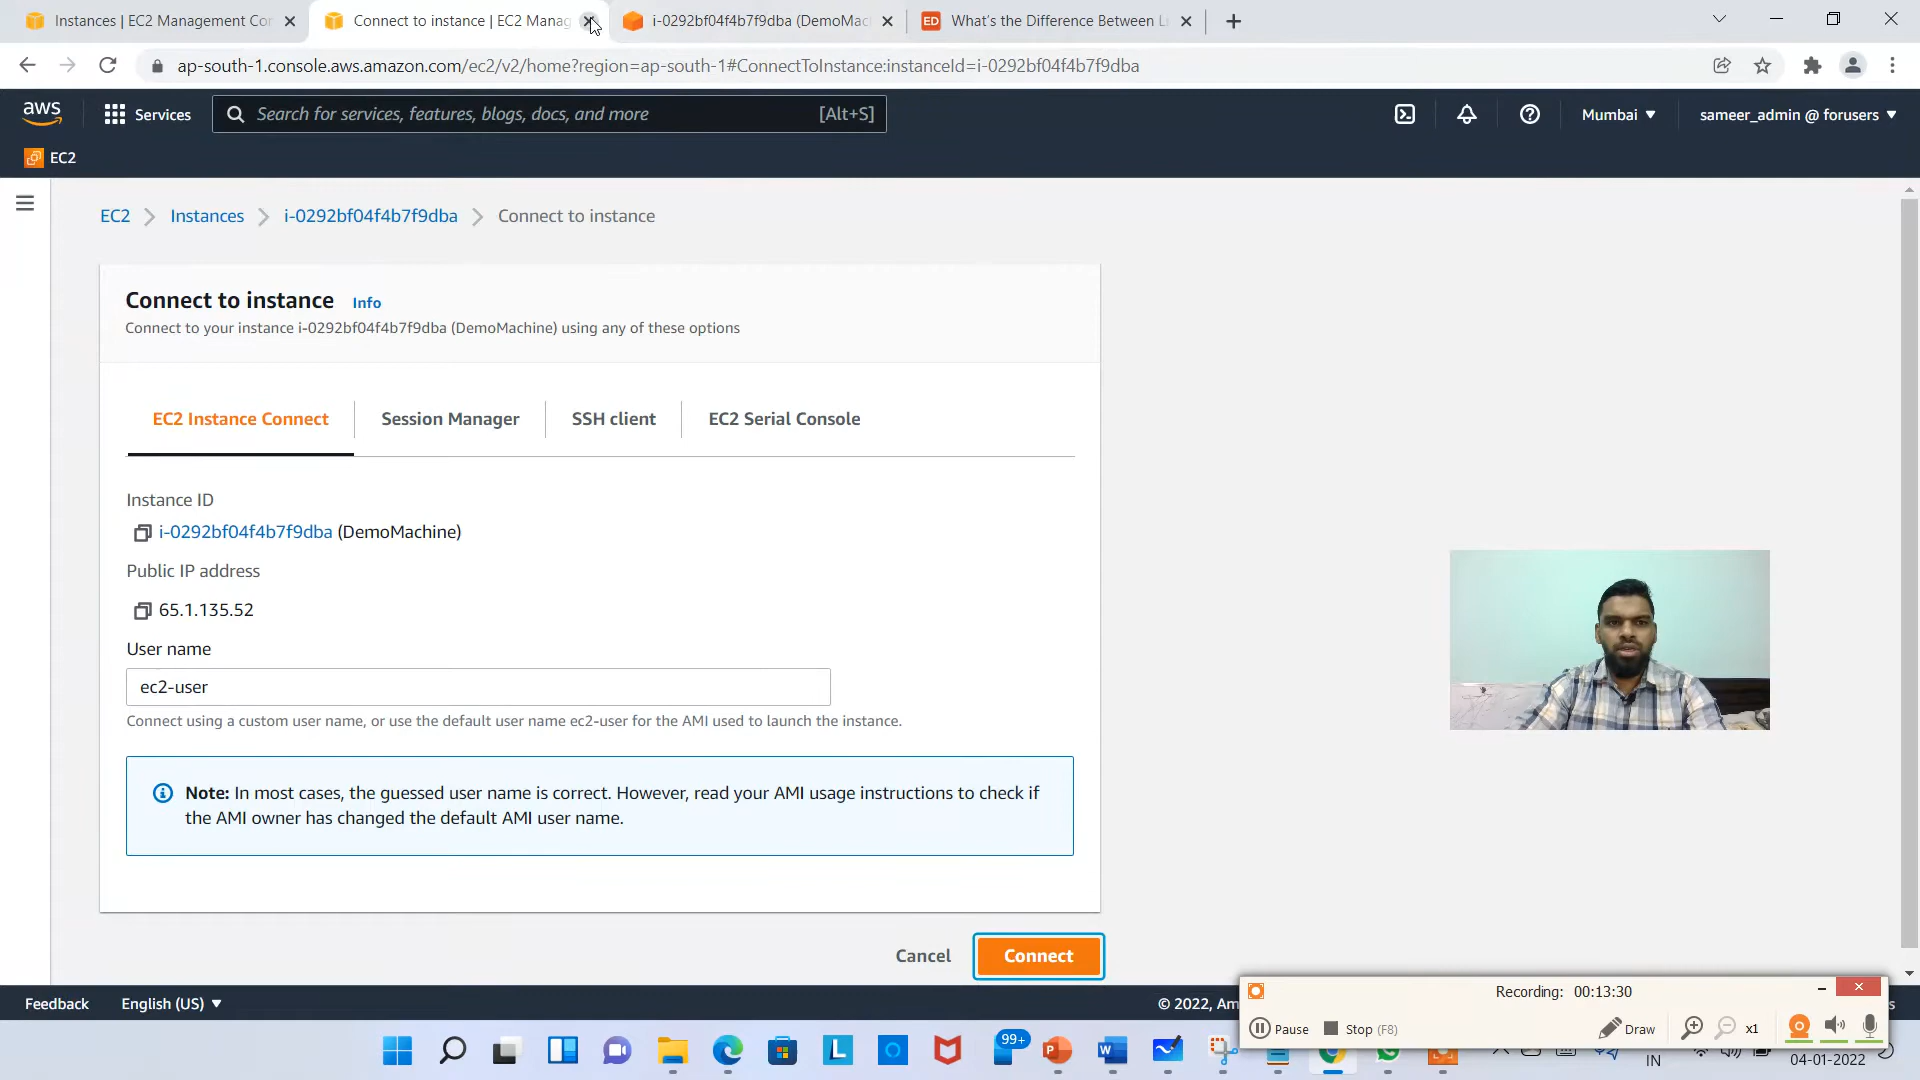 Instances | EC2 Management Con
Connect to instance | EC2 Manag
i-0292bf04f4b7f9dba (DemoMac
ED What's the Difference Between Li
ap-south-1.console.aws.amazon.com/ec2/v2/home?region=ap-south-1#ConnectToInstance:instanceId=i-0292bf04f4b7f9dba
aws Services Search for services, features, blogs, docs, and more [Alt+S] Mumbai sameer_admin @ forusers
EC2
EC2 Instances i-0292bf04f4b7f9dba Connect to instance
Connect to instance Info
Connect to your instance i-0292bf04f4b7f9dba (DemoMachine) using any of these options
EC2 Instance Connect Session Manager SSH client EC2 Serial Console
Instance ID
i-0292bf04f4b7f9dba (DemoMachine)
Public IP address
65.1.135.52
User name
ec2-user
Connect using a custom user name, or use the default user name ec2-user for the AMI used to launch the instance.
Note: In most cases, the guessed user name is correct. However, read your AMI usage instructions to check if
the AMI owner has changed the default AMI user name.
Cancel Connect
Feedback English (US) © 2022, Am
Recording: 00:13:30
Pause Stop (F8) Draw x1
99+
IN
04-01-2022